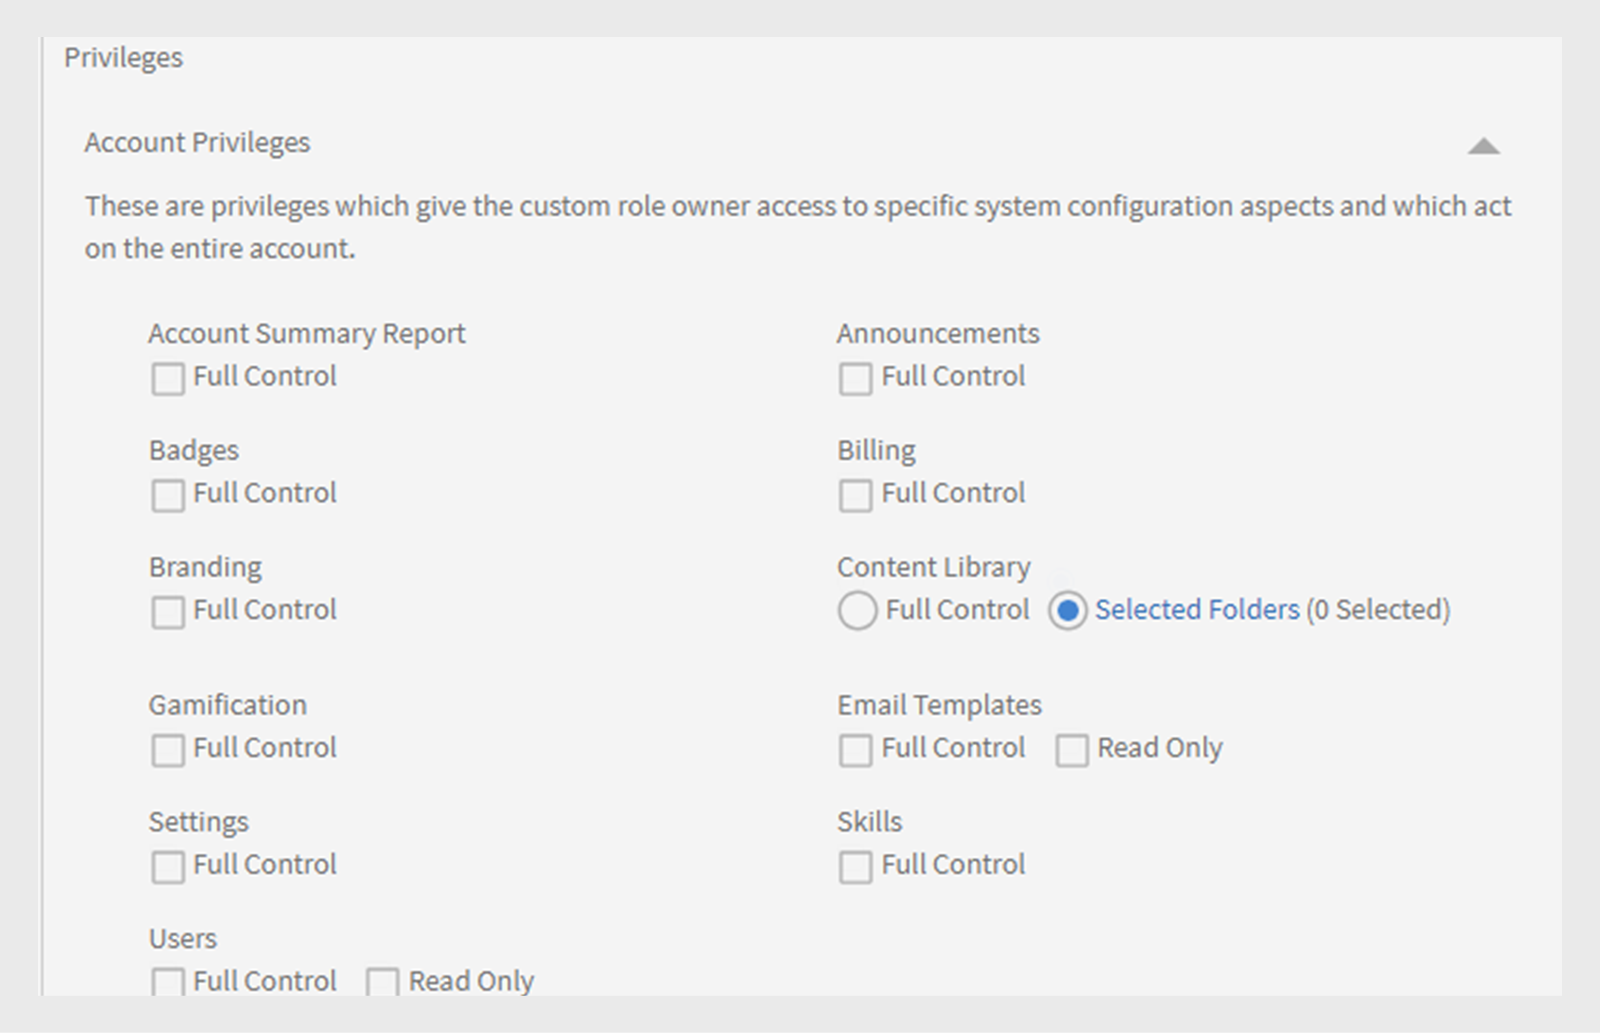 Privileges
Account Privileges
These are privileges which give the custom role owner access to specific system configuration aspects and which act
on the entire account.
Account Summary Report
Full Control
Announcements
Full Control
Badges
Full Control
Billing
Full Control
Branding
Full Control
Content Library
Full Control Selected Folders (0 Selected)
Gamification
Full Control
Email Templates
Full Control Read Only
Settings
Full Control
Skills
Full Control
Users
Full Control Read Only